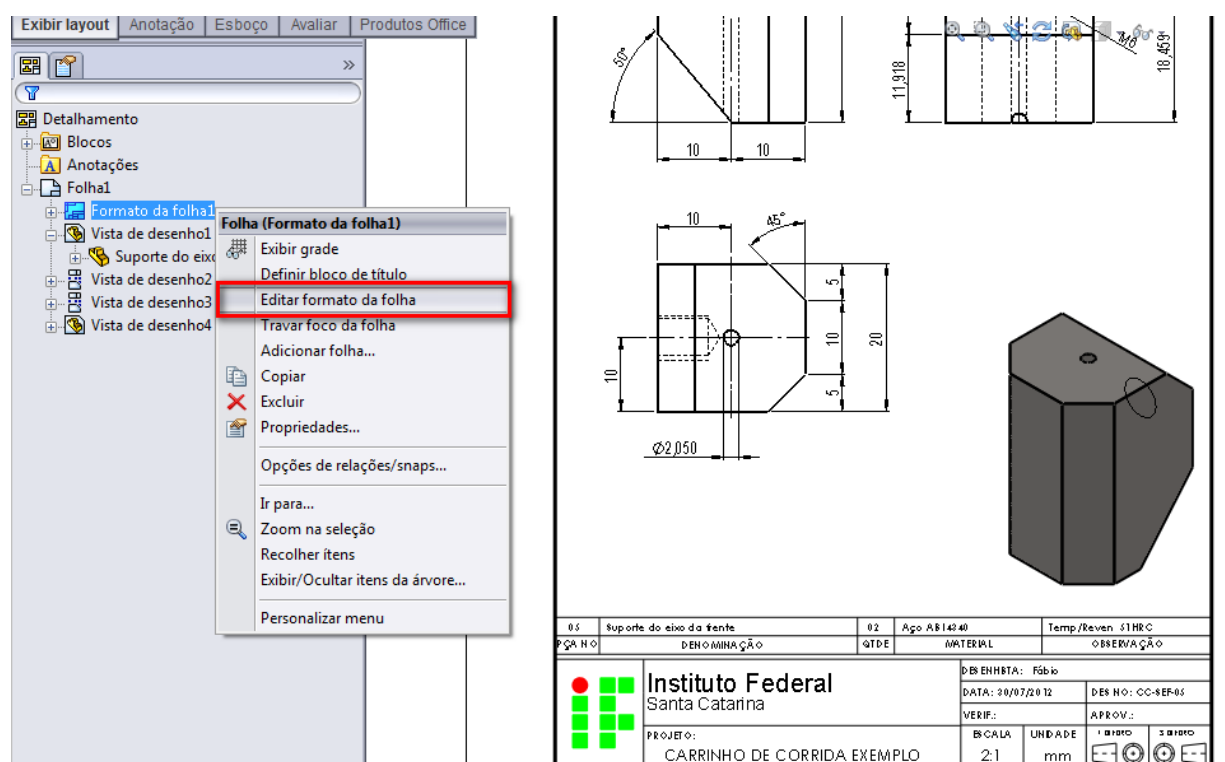 Exibir layout Anotação Esboço Avaliar Produtos Office
Detalhamento
Blocos
Anotações
Folha1
Formato da folha1
Vista de desenho1
Suporte do eixo
Vista de desenho2
Vista de desenho3
Vista de desenho4
Folha (Formato da folha1)
Exibir grade
Definir bloco de título
Editar formato da folha
Travar foco da folha
Adicionar folha...
Copiar
Excluir
Propriedades...
Opções de relações/snaps...
Ir para...
Zoom na seleção
Recolher ítens
Exibir/Ocultar itens da árvore...
Personalizar menu
50°
10 10
11,918
M6
18,459
10 45°
5
10
20
10
5
Ø2,050
05 Suporte do eixo da frente 02 Aço ABI4340 Temp/Reven 51HRC
PÇA NO DENOMINAÇÃO QTDE MATERIAL OBSERVAÇÃO
Instituto Federal
Santa Catarina
DESENHISTA: Fábio
DATA: 30/07/2012 DES NO: CC-SEF-05
VERIF.: APROV.:
PROJETO: ESCALA UNIDADE 1 DIEDRO 3 DIEDRO
CARRINHO DE CORRIDA EXEMPLO 2:1 mm